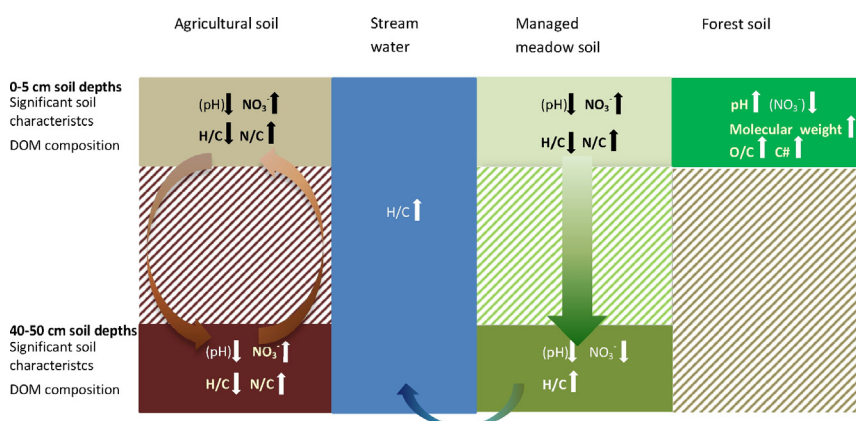 Agricultural soil
Stream
water
Managed
meadow soil
Forest soil
0-5 cm soil depths
Significant soil
characteristcs
DOM composition
(pH)⬇ NO₃⁻⬆
H/C⬇ N/C⬆
(pH)⬇ NO₃⁻⬆
H/C⬇ N/C⬆
pH⬆ (NO₃⁻)⬇
Molecular weight⬆
O/C⬆ C#⬆
H/C⬆
40-50 cm soil depths
Significant soil
characteristcs
DOM composition
(pH)⬇ NO₃⁻⬆
H/C⬇ N/C⬆
(pH)⬇ NO₃⁻⬇
H/C⬆